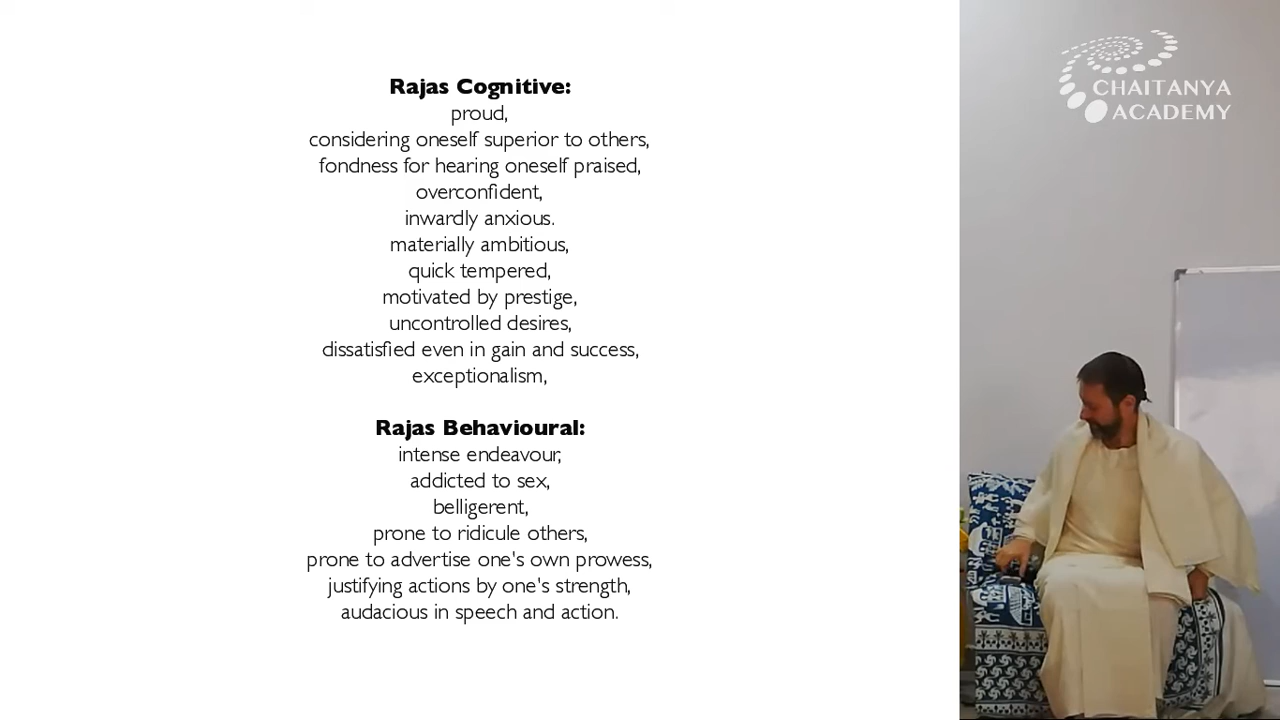 Rajas Cognitive:
proud,
considering oneself superior to others,
fondness for hearing oneself praised,
overconfident,
inwardly anxious.
materially ambitious,
quick tempered,
motivated by prestige,
uncontrolled desires,
dissatisfied even in gain and success,
exceptionalism,
Rajas Behavioural:
intense endeavour,
addicted to sex,
belligerent,
prone to ridicule others,
prone to advertise one's own prowess,
justifying actions by one's strength,
audacious in speech and action.
CHAITANYA
ACADEMY